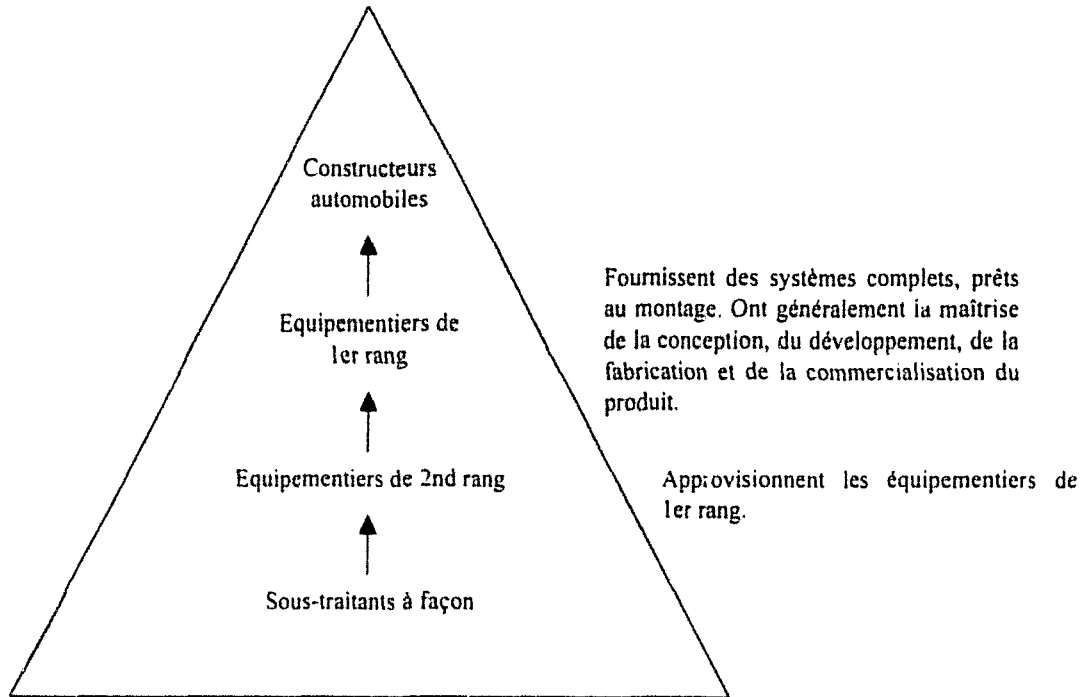 Constructeurs
automobiles
Equipementiers de
1er rang
Fournissent des systèmes complets, prêts
au montage. Ont généralement la maîtrise
de la conception, du développement, de la
fabrication et de la commercialisation du
produit.
Equipementiers de 2nd rang
Approvisionnent les équipementiers de
1er rang.
Sous-traitants à façon